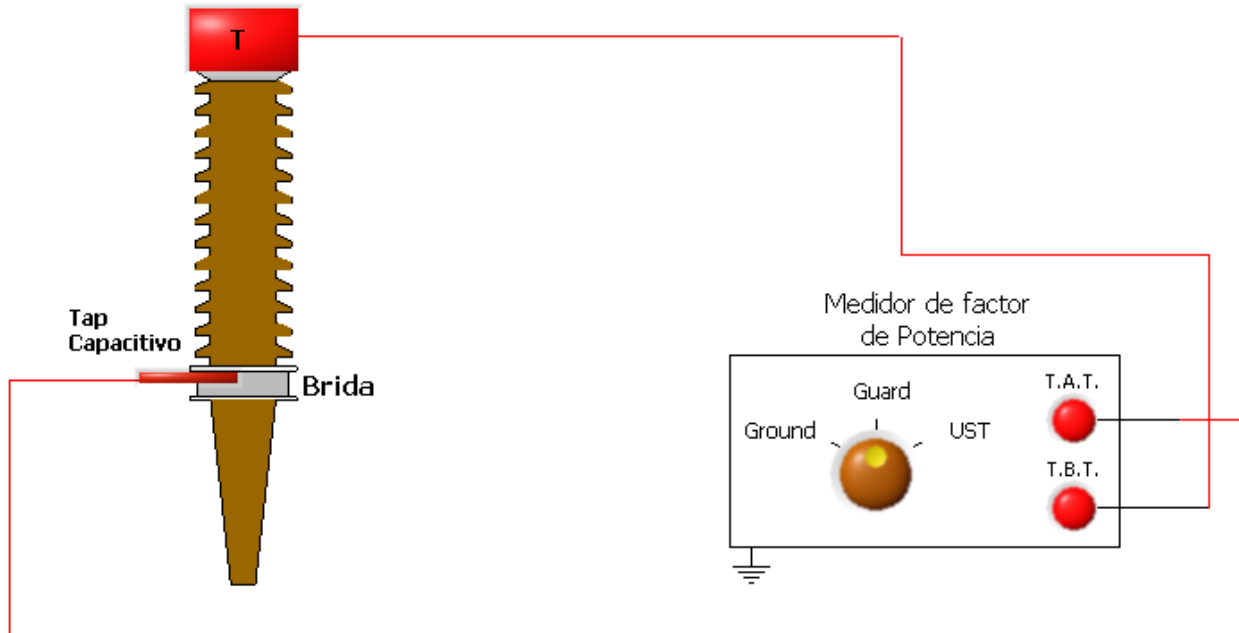 T
Tap
Capacitivo
Brida
Medidor de factor
de Potencia
Guard
Ground
UST
T.A.T.
T.B.T.